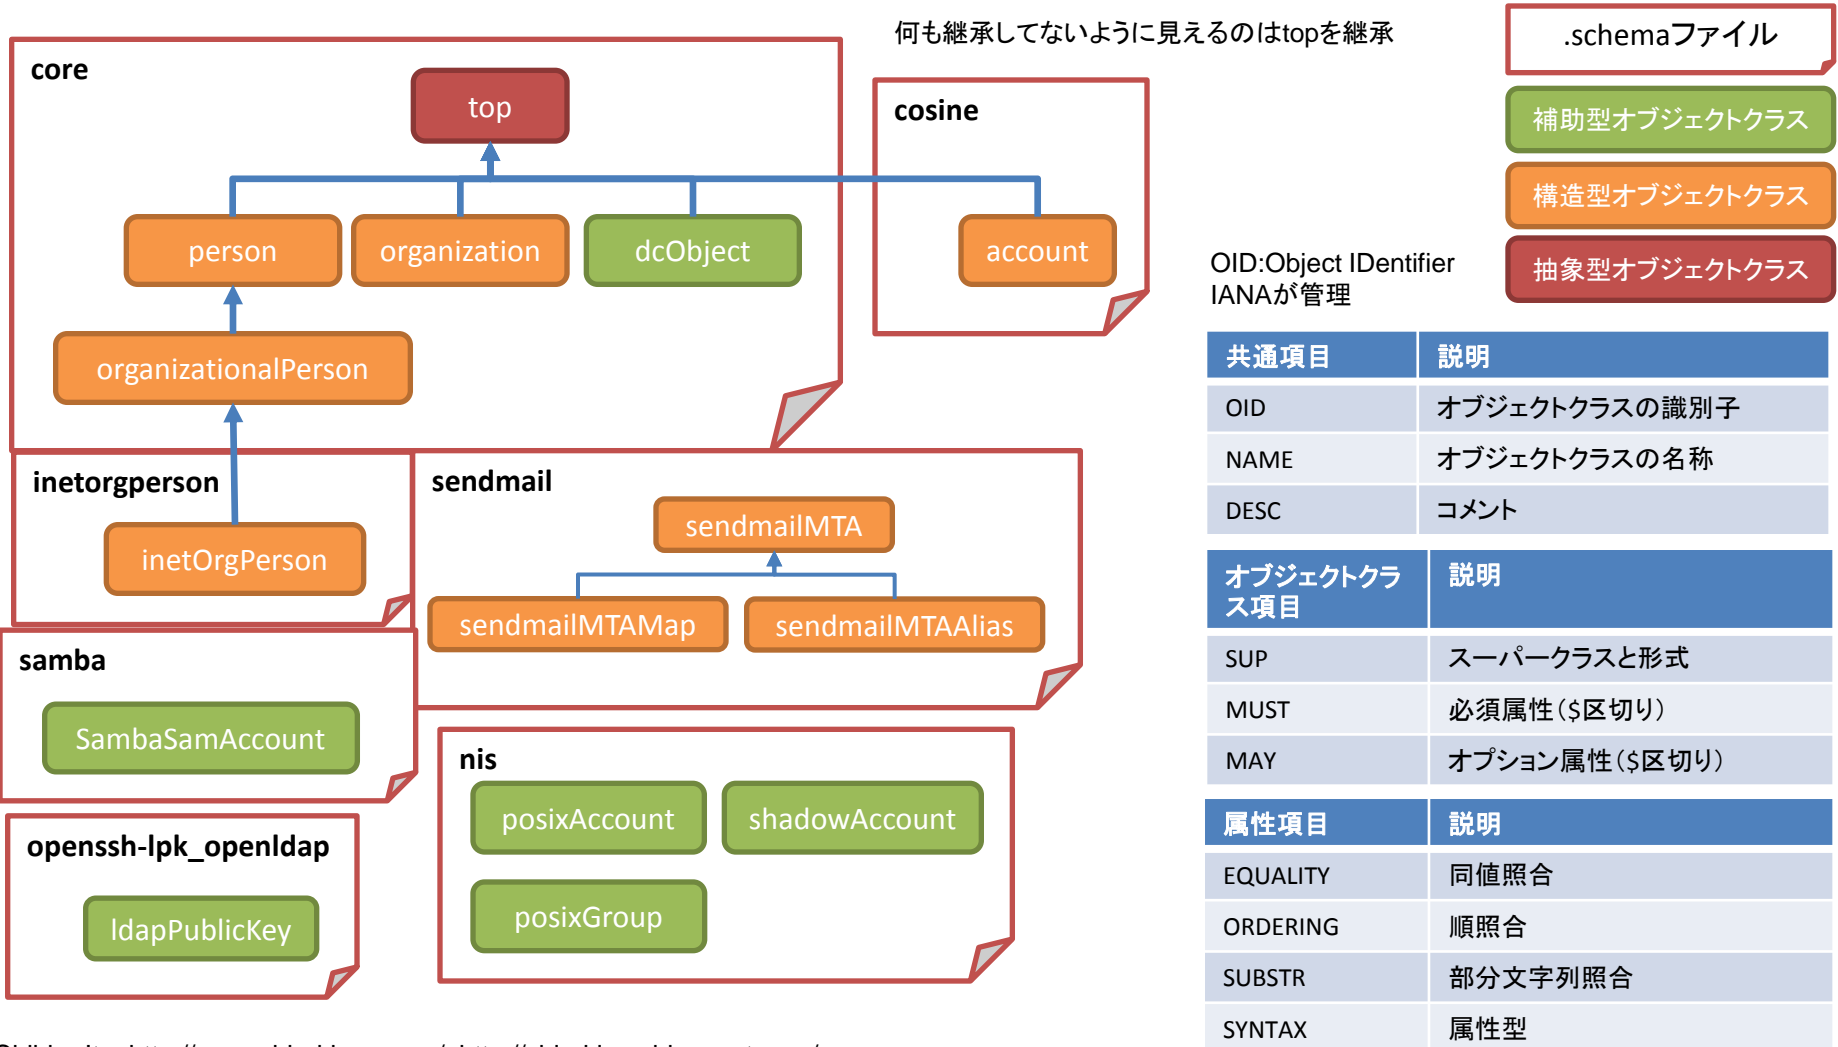 何も継承してないように見えるのはtopを継承
.schemaファイル
補助型オブジェクトクラス
構造型オブジェクトクラス
抽象型オブジェクトクラス
core
top
person
organization
dcObject
organizationalPerson
cosine
account
inetorgperson
inetOrgPerson
sendmail
sendmailMTA
sendmailMTAMap
sendmailMTAAlias
samba
SambaSamAccount
nis
posixAccount
shadowAccount
posixGroup
openssh-lpk_openldap
ldapPublicKey
OID:Object IDentifier
IANAが管理
共通項目 説明
OID オブジェクトクラスの識別子
NAME オブジェクトクラスの名称
DESC コメント
オブジェクトクラ
ス項目 説明
SUP スーパークラスと形式
MUST 必須属性($区切り)
MAY オプション属性($区切り)
属性項目 説明
EQUALITY 同値照合
ORDERING 順照合
SUBSTR 部分文字列照合
SYNTAX 属性型